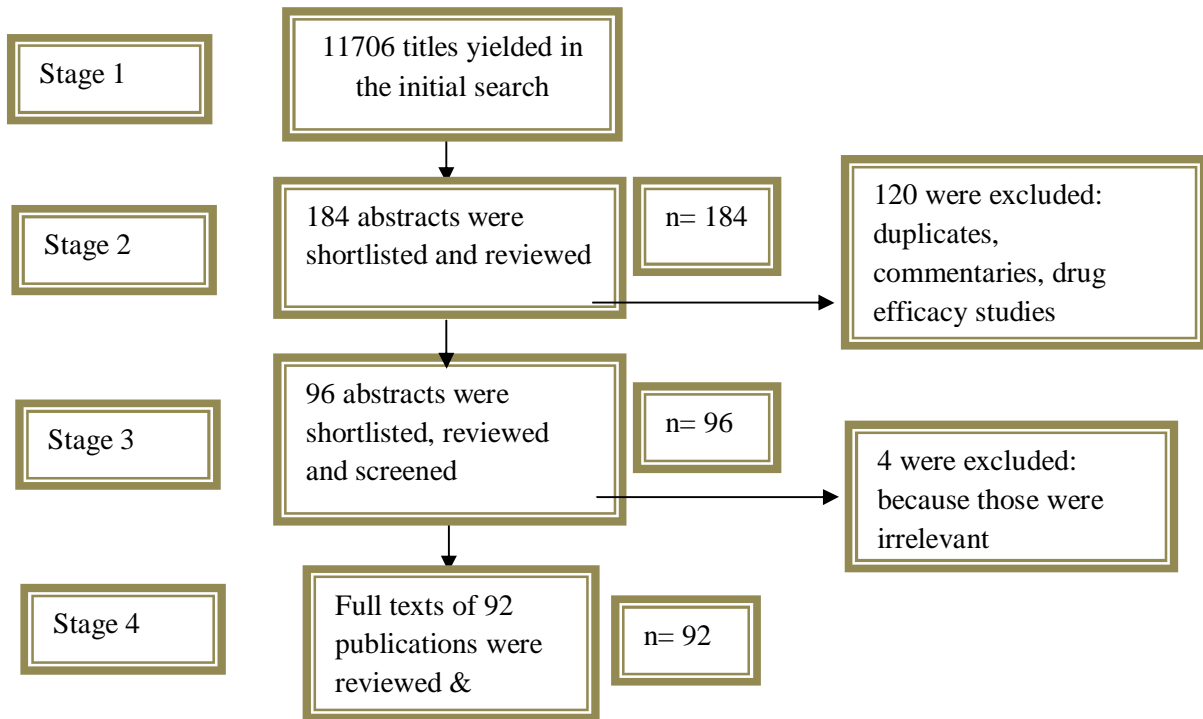 Stage 1
11706 titles yielded in
the initial search
Stage 2
184 abstracts were
shortlisted and reviewed
n= 184
120 were excluded:
duplicates,
commentaries, drug
efficacy studies
Stage 3
96 abstracts were
shortlisted, reviewed
and screened
n= 96
4 were excluded:
because those were
irrelevant
Stage 4
Full texts of 92
publications were
reviewed &
n= 92